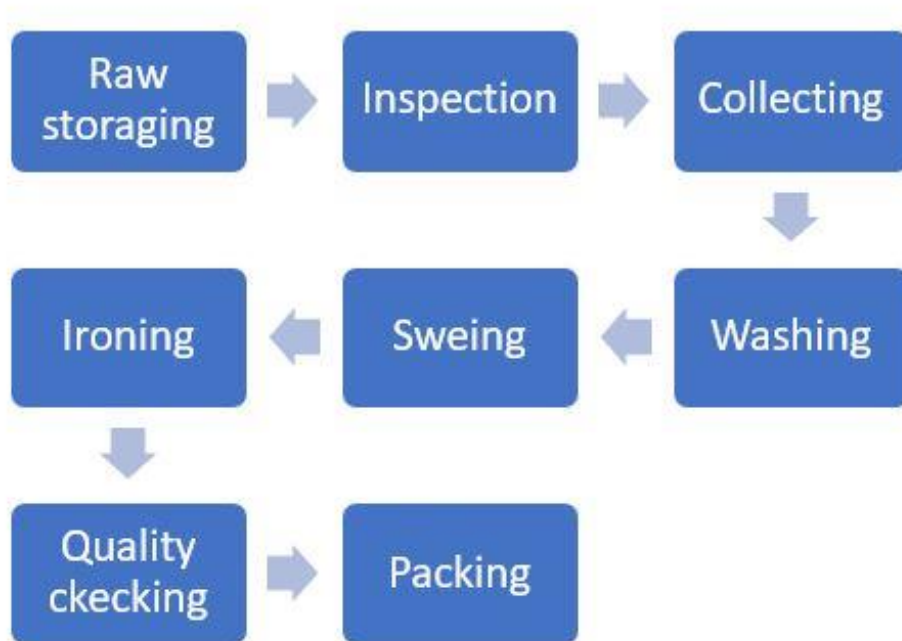 Raw
storaging
Inspection
Collecting
Washing
Sweing
Ironing
Quality
ckecking
Packing